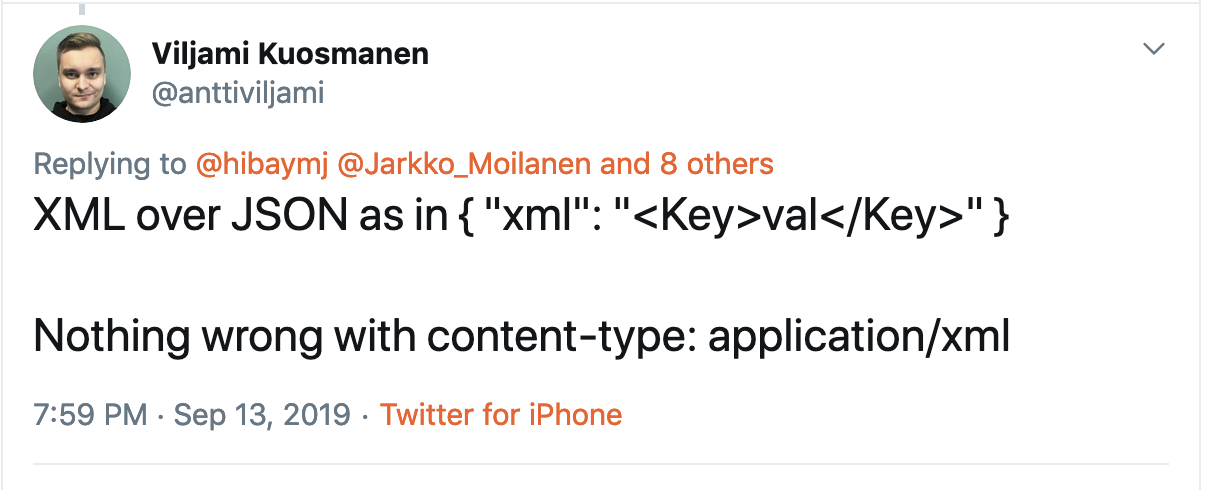 Viljami Kuosmanen
@anttiviljami
Replying to @hibaymj @Jarkko_Moilanen and 8 others
XML over JSON as in { "xml": "<Key>val</Key>" }
Nothing wrong with content-type: application/xml
7:59 PM · Sep 13, 2019 · Twitter for iPhone